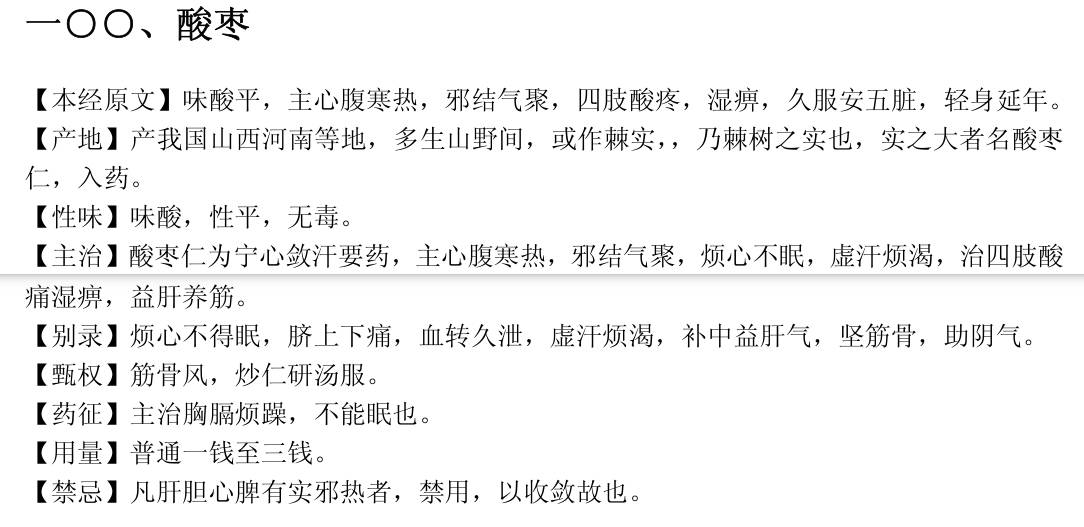 一〇〇、酸枣
【本经原文】味酸平，主心腹寒热，邪结气聚，四肢酸疼，湿痹，久服安五脏，轻身延年。
【产地】产我国山西河南等地，多生山野间，或作棘实，，乃棘树之实也，实之大者名酸枣
仁，入药。
【性味】味酸，性平，无毒。
【主治】酸枣仁为宁心敛汗要药，主心腹寒热，邪结气聚，烦心不眠，虚汗烦渴，治四肢酸
痛湿痹，益肝养筋。
【别录】烦心不得眠，脐上下痛，血转久泄，虚汗烦渴，补中益肝气，坚筋骨，助阴气。
【甄权】筋骨风，炒仁研汤服。
【药征】主治胸膈烦躁，不能眠也。
【用量】普通一钱至三钱。
【禁忌】凡肝胆心脾有实邪热者，禁用，以收敛故也。